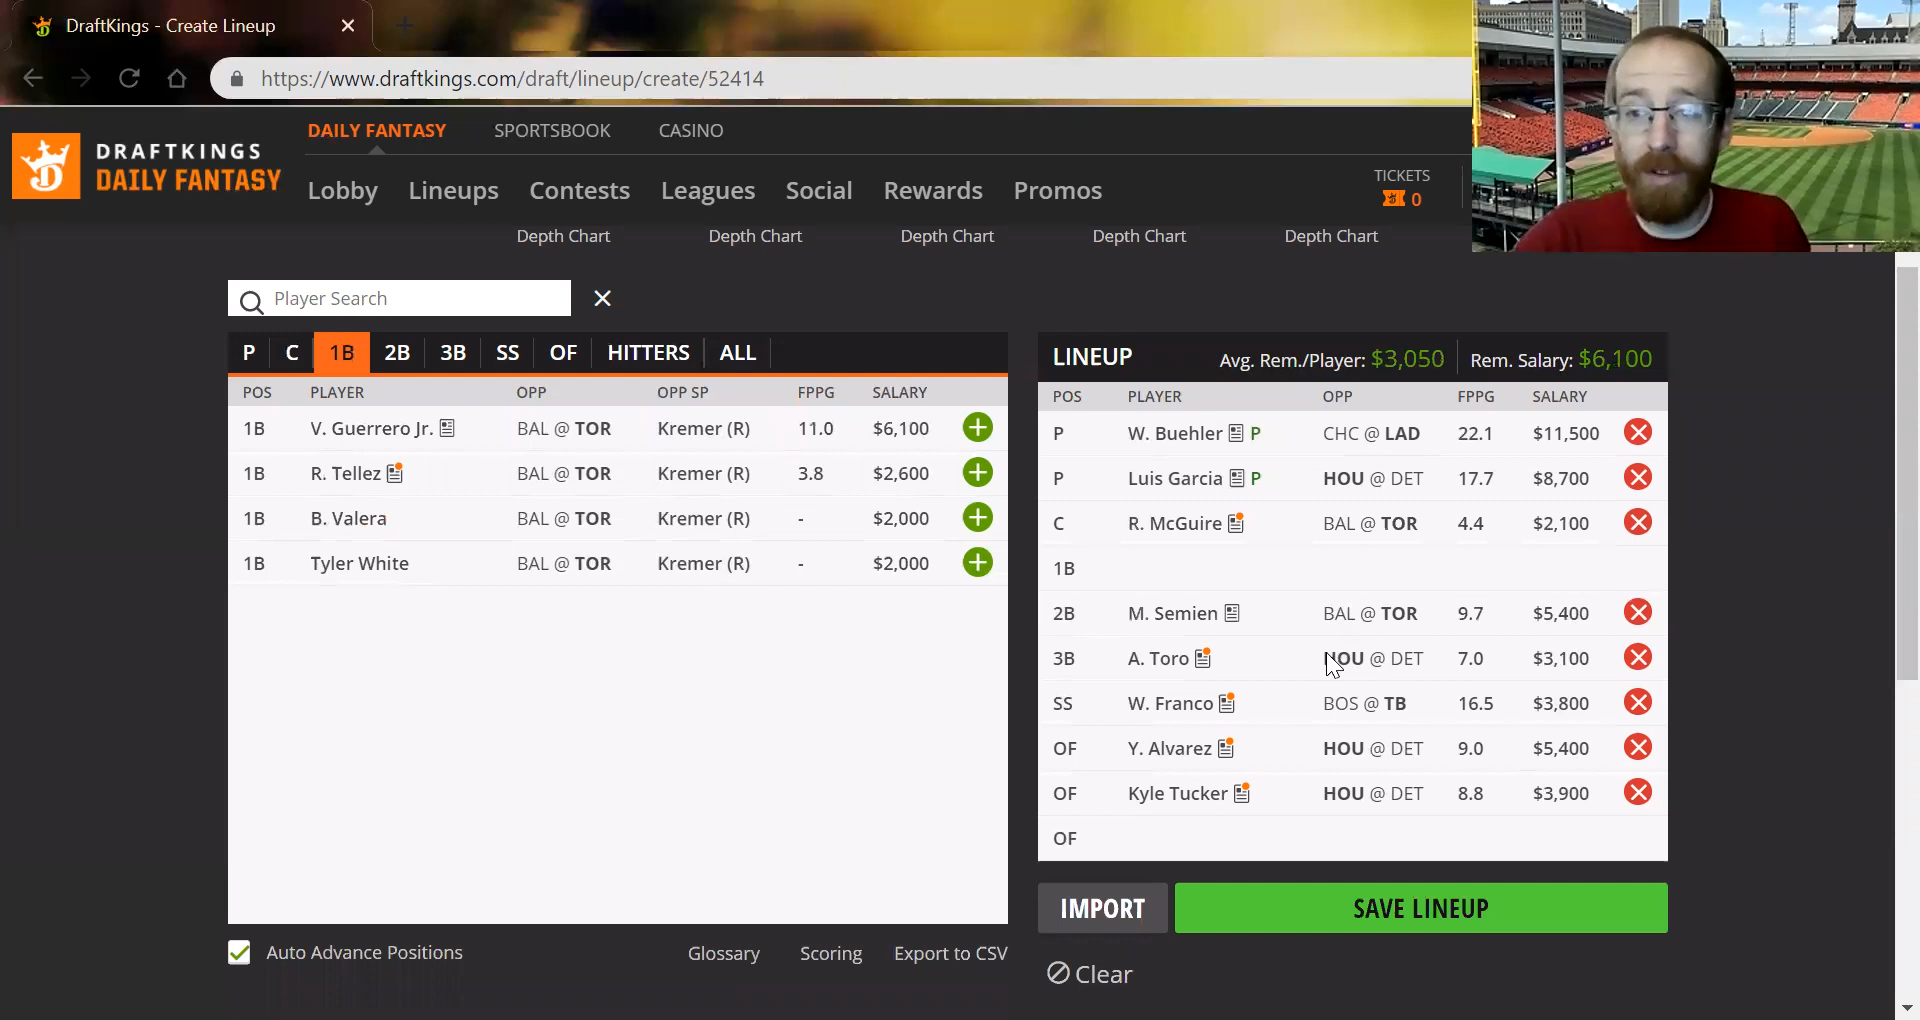 DraftKings - Create Lineup
https://www.draftkings.com/draft/lineup/create/52414
DRAFTKINGS
DAILY FANTASY
DAILY FANTASY SPORTSBOOK CASINO
Lobby Lineups Contests Leagues Social Rewards Promos
TICKETS
0
Depth Chart Depth Chart Depth Chart Depth Chart Depth Chart
Player Search
P C 1B 2B 3B SS OF HITTERS ALL
POS PLAYER OPP OPP SP FPPG SALARY
1B V. Guerrero Jr. BAL @ TOR Kremer (R) 11.0 $6,100
1B R. Tellez BAL @ TOR Kremer (R) 3.8 $2,600
1B B. Valera BAL @ TOR Kremer (R) - $2,000
1B Tyler White BAL @ TOR Kremer (R) - $2,000
Auto Advance Positions Glossary Scoring Export to CSV
LINEUP Avg. Rem./Player: $3,050 Rem. Salary: $6,100
POS PLAYER OPP FPPG SALARY
P W. Buehler P CHC @ LAD 22.1 $11,500
P Luis Garcia P HOU @ DET 17.7 $8,700
C R. McGuire BAL @ TOR 4.4 $2,100
1B
2B M. Semien BAL @ TOR 9.7 $5,400
3B A. Toro HOU @ DET 7.0 $3,100
SS W. Franco BOS @ TB 16.5 $3,800
OF Y. Alvarez HOU @ DET 9.0 $5,400
OF Kyle Tucker HOU @ DET 8.8 $3,900
OF
IMPORT SAVE LINEUP
Clear